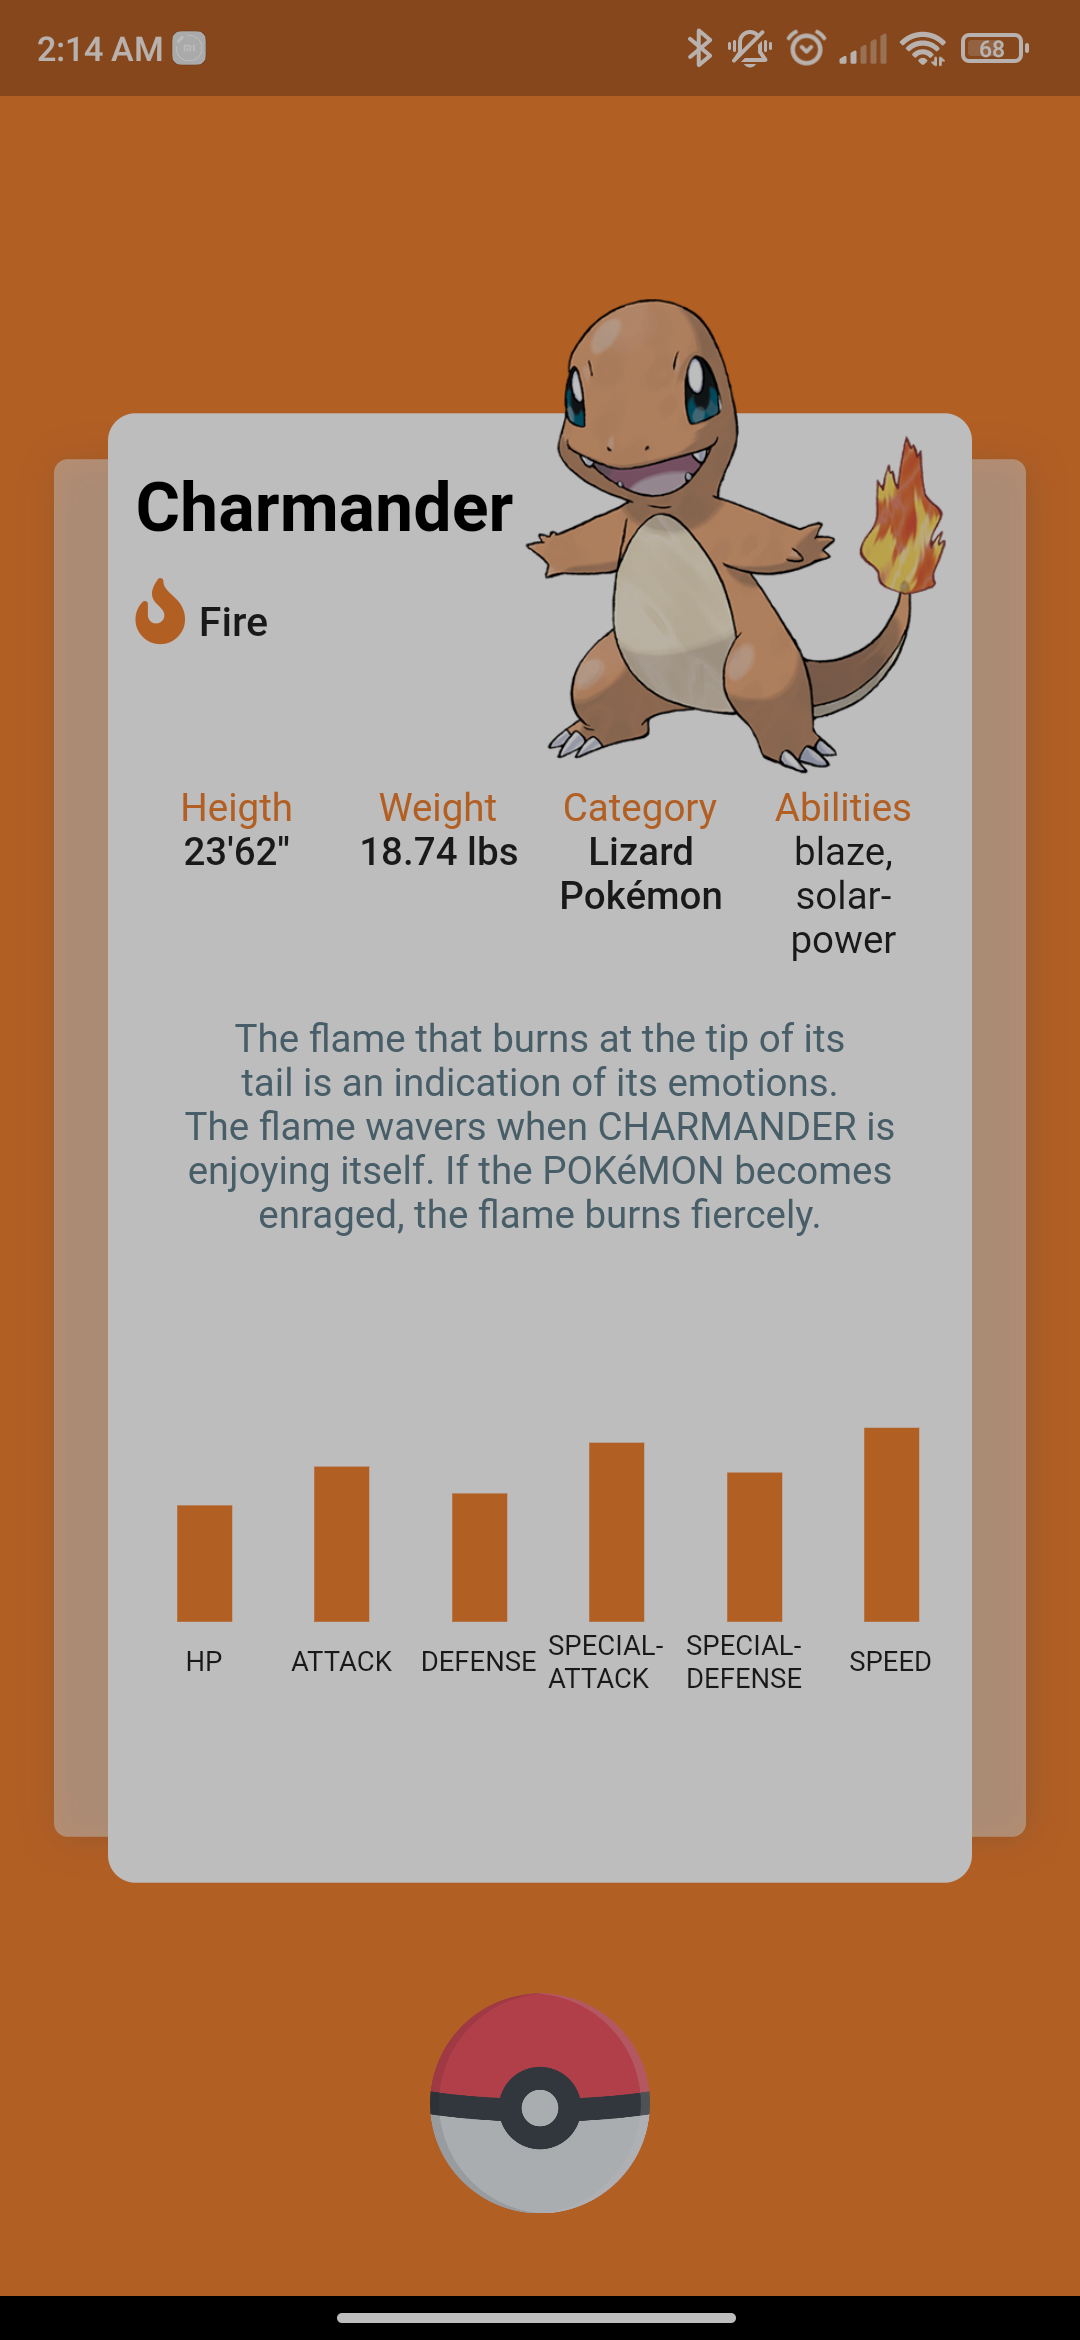 2:14 AM
68
Charmander
Fire
Heigth
23'62"
Weight
18.74 lbs
Category
Lizard
Pokémon
Abilities
blaze,
solar-
power
The flame that burns at the tip of its
tail is an indication of its emotions.
The flame wavers when CHARMANDER is
enjoying itself. If the POKéMON becomes
enraged, the flame burns fiercely.
HP
ATTACK
DEFENSE
SPECIAL-
ATTACK
SPECIAL-
DEFENSE
SPEED